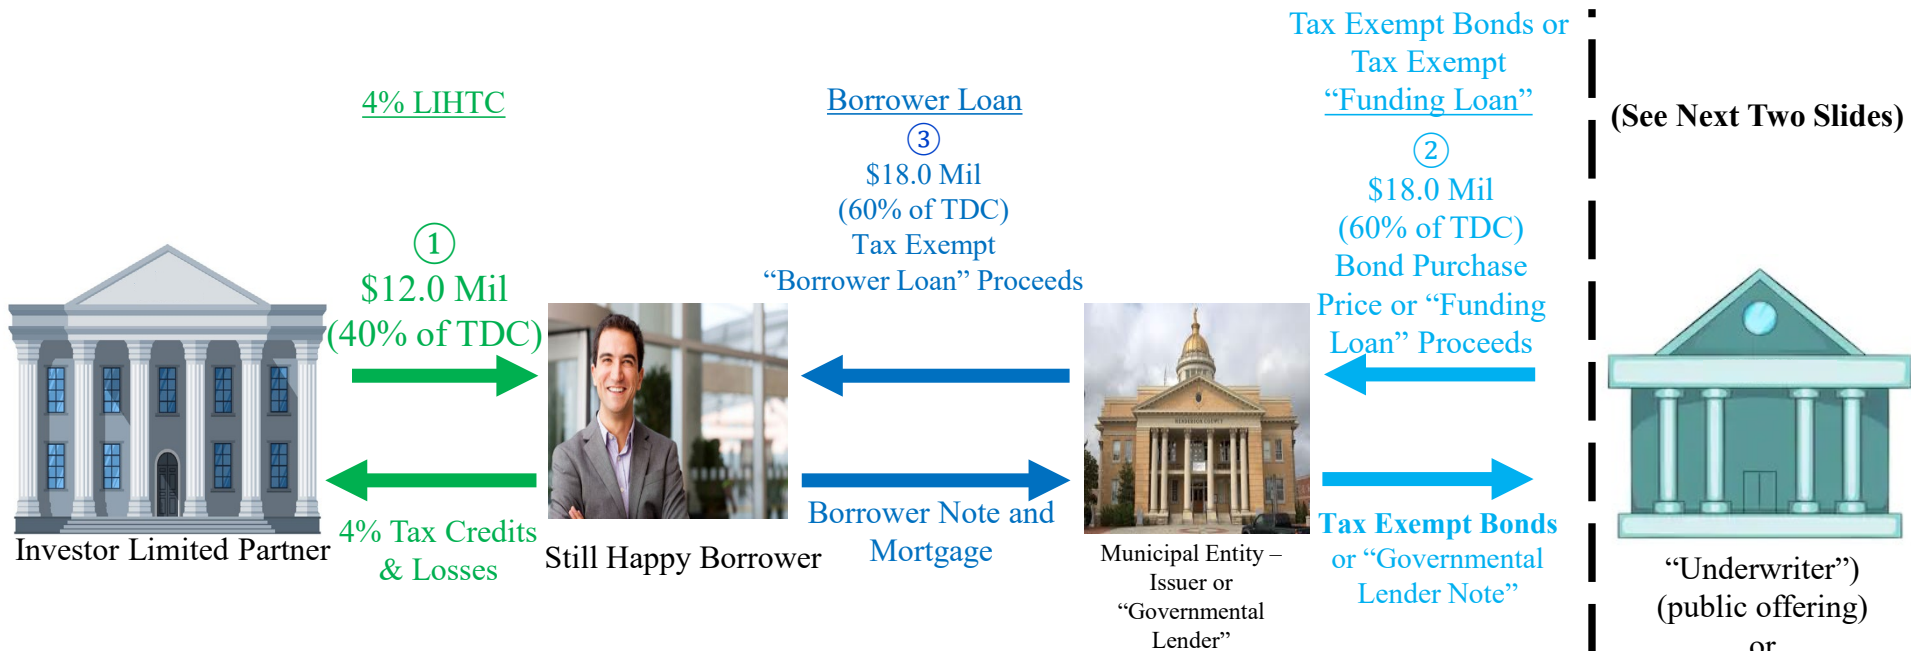 4% LIHTC
①
$12.0 Mil
(40% of TDC)
4% Tax Credits
& Losses
Investor Limited Partner
Still Happy Borrower
Borrower Loan
③
$18.0 Mil
(60% of TDC)
Tax Exempt
“Borrower Loan” Proceeds
Borrower Note and
Mortgage
HENDERSON COUNTY
Municipal Entity –
Issuer or
“Governmental
Lender”
Tax Exempt Bonds or
Tax Exempt
“Funding Loan”
②
$18.0 Mil
(60% of TDC)
Bond Purchase
Price or “Funding
Loan” Proceeds
Tax Exempt Bonds
or “Governmental
Lender Note”
(See Next Two Slides)
“Underwriter”)
(public offering)
or